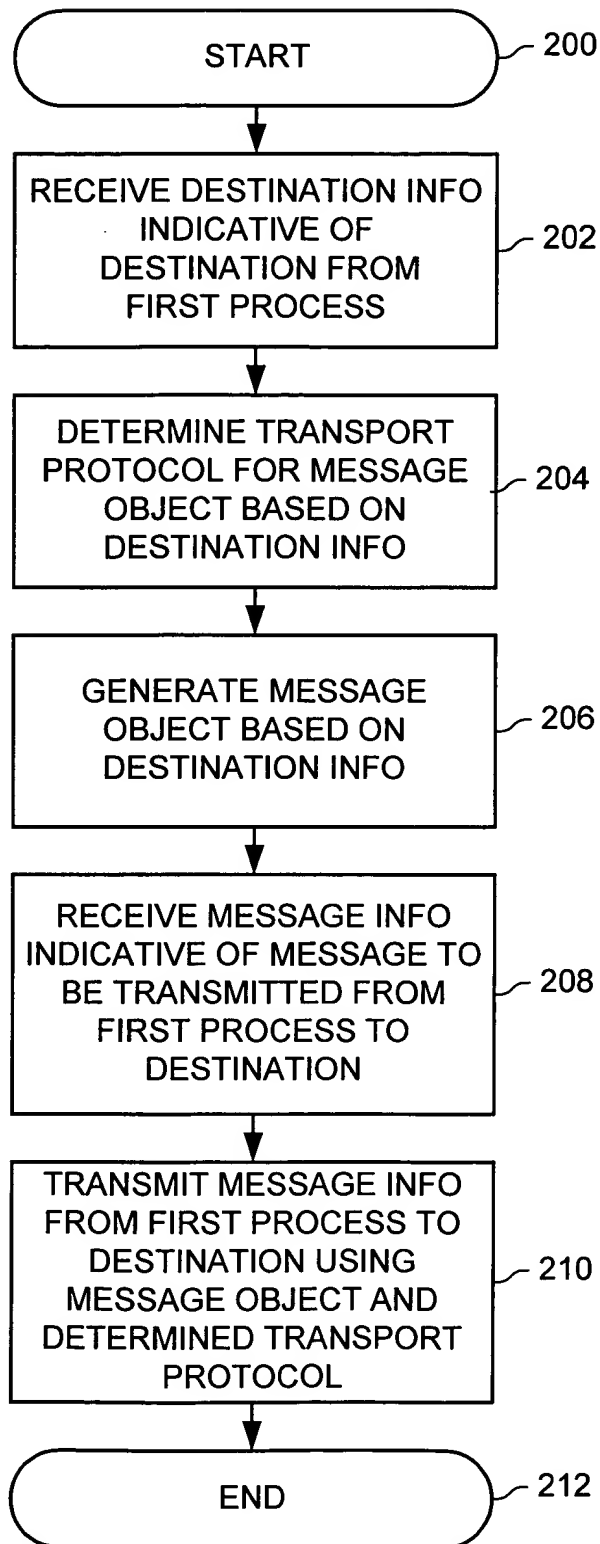 START
200
RECEIVE DESTINATION INFO
INDICATIVE OF
DESTINATION FROM
FIRST PROCESS
202
DETERMINE TRANSPORT
PROTOCOL FOR MESSAGE
OBJECT BASED ON
DESTINATION INFO
204
GENERATE MESSAGE
OBJECT BASED ON
DESTINATION INFO
206
RECEIVE MESSAGE INFO
INDICATIVE OF MESSAGE TO
BE TRANSMITTED FROM
FIRST PROCESS TO
DESTINATION
208
TRANSMIT MESSAGE INFO
FROM FIRST PROCESS TO
DESTINATION USING
MESSAGE OBJECT AND
DETERMINED TRANSPORT
PROTOCOL
210
END
212